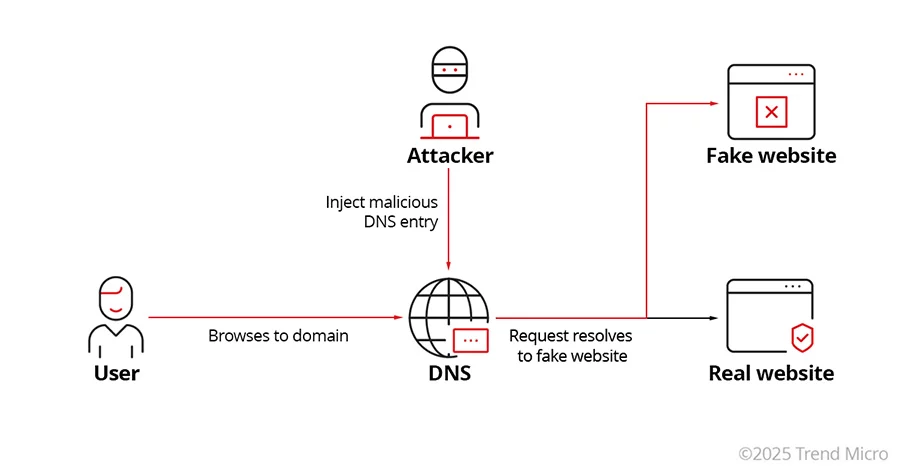 Attacker
Fake website
Inject malicious
DNS entry
Browses to domain
Request resolves
to fake website
User
DNS
Real website
©2025 Trend Micro